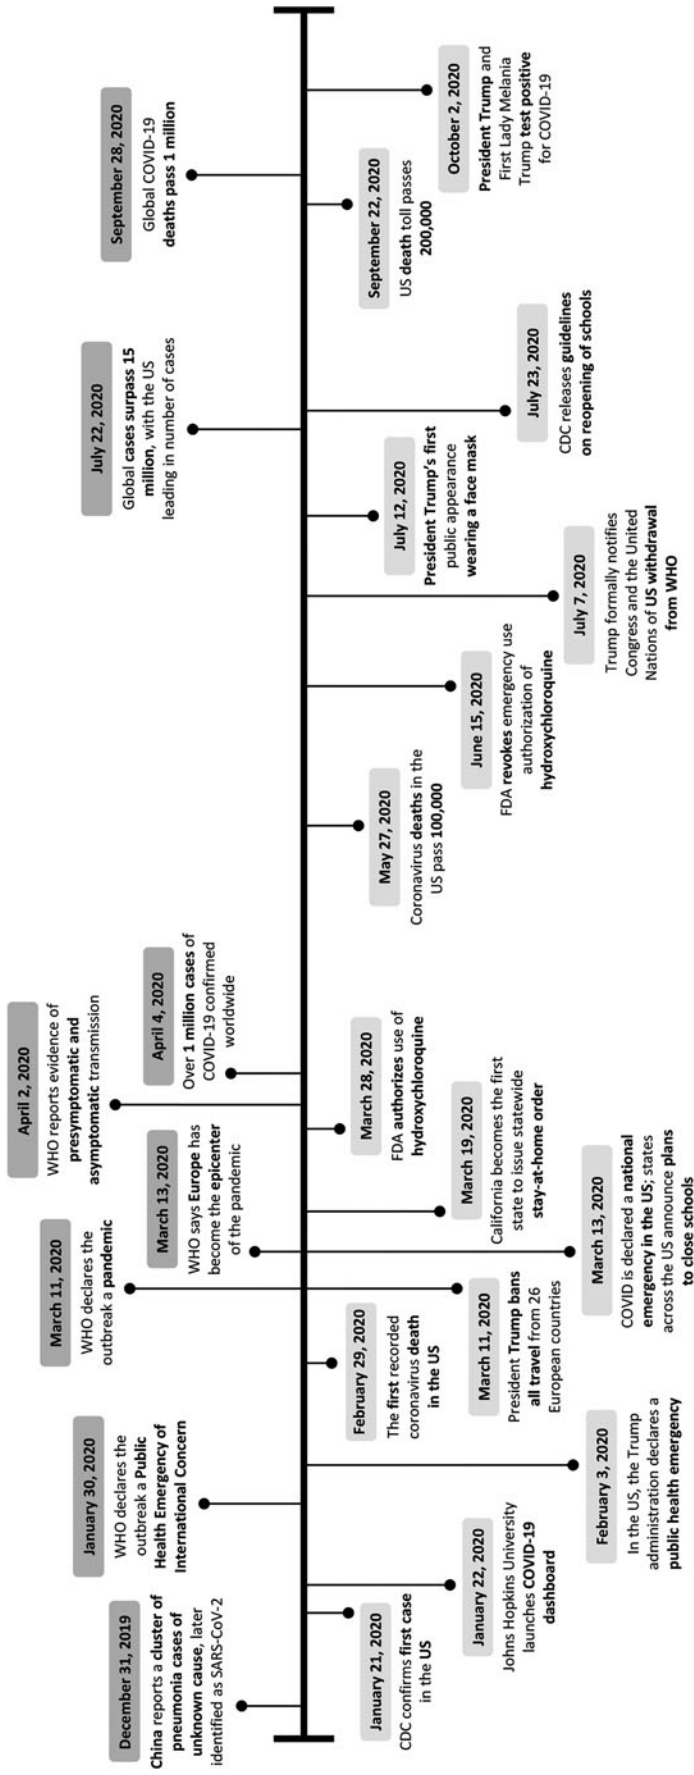 December 31, 2019
China reports a cluster of
pneumonia cases of
unknown cause, later
identified as SARS-CoV-2
January 30, 2020
WHO declares the
outbreak a Public
Health Emergency of
International Concern
March 11, 2020
WHO declares the
outbreak a pandemic
March 13, 2020
WHO says Europe has
become the epicenter
of the pandemic
April 2, 2020
WHO reports evidence of
presymptomatic and
asymptomatic transmission
April 4, 2020
Over 1 million cases of
COVID-19 confirmed
worldwide
July 22, 2020
Global cases surpass 15
million, with the US
leading in number of cases
September 28, 2020
Global COVID-19
deaths pass 1 million
January 21, 2020
CDC confirms first case
in the US
January 22, 2020
Johns Hopkins University
launches COVID-19
dashboard
February 3, 2020
In the US, the Trump
administration declares a
public health emergency
February 29, 2020
The first recorded
coronavirus death
in the US
March 11, 2020
President Trump bans
all travel from 26
European countries
March 13, 2020
COVID is declared a national
emergency in the US; states
across the US announce plans
to close schools
March 19, 2020
California becomes the first
state to issue statewide
stay-at-home order
March 28, 2020
FDA authorizes use of
hydroxychloroquine
May 27, 2020
Coronavirus deaths in the
US pass 100,000
June 15, 2020
FDA revokes emergency use
authorization of
hydroxychloroquine
July 7, 2020
Trump formally notifies
Congress and the United
Nations of US withdrawal
from WHO
July 12, 2020
President Trump's first
public appearance
wearing a face mask
July 23, 2020
CDC releases guidelines
on reopening of schools
September 22, 2020
US death toll passes
200,000
October 2, 2020
President Trump and
First Lady Melania
Trump test positive
for COVID-19